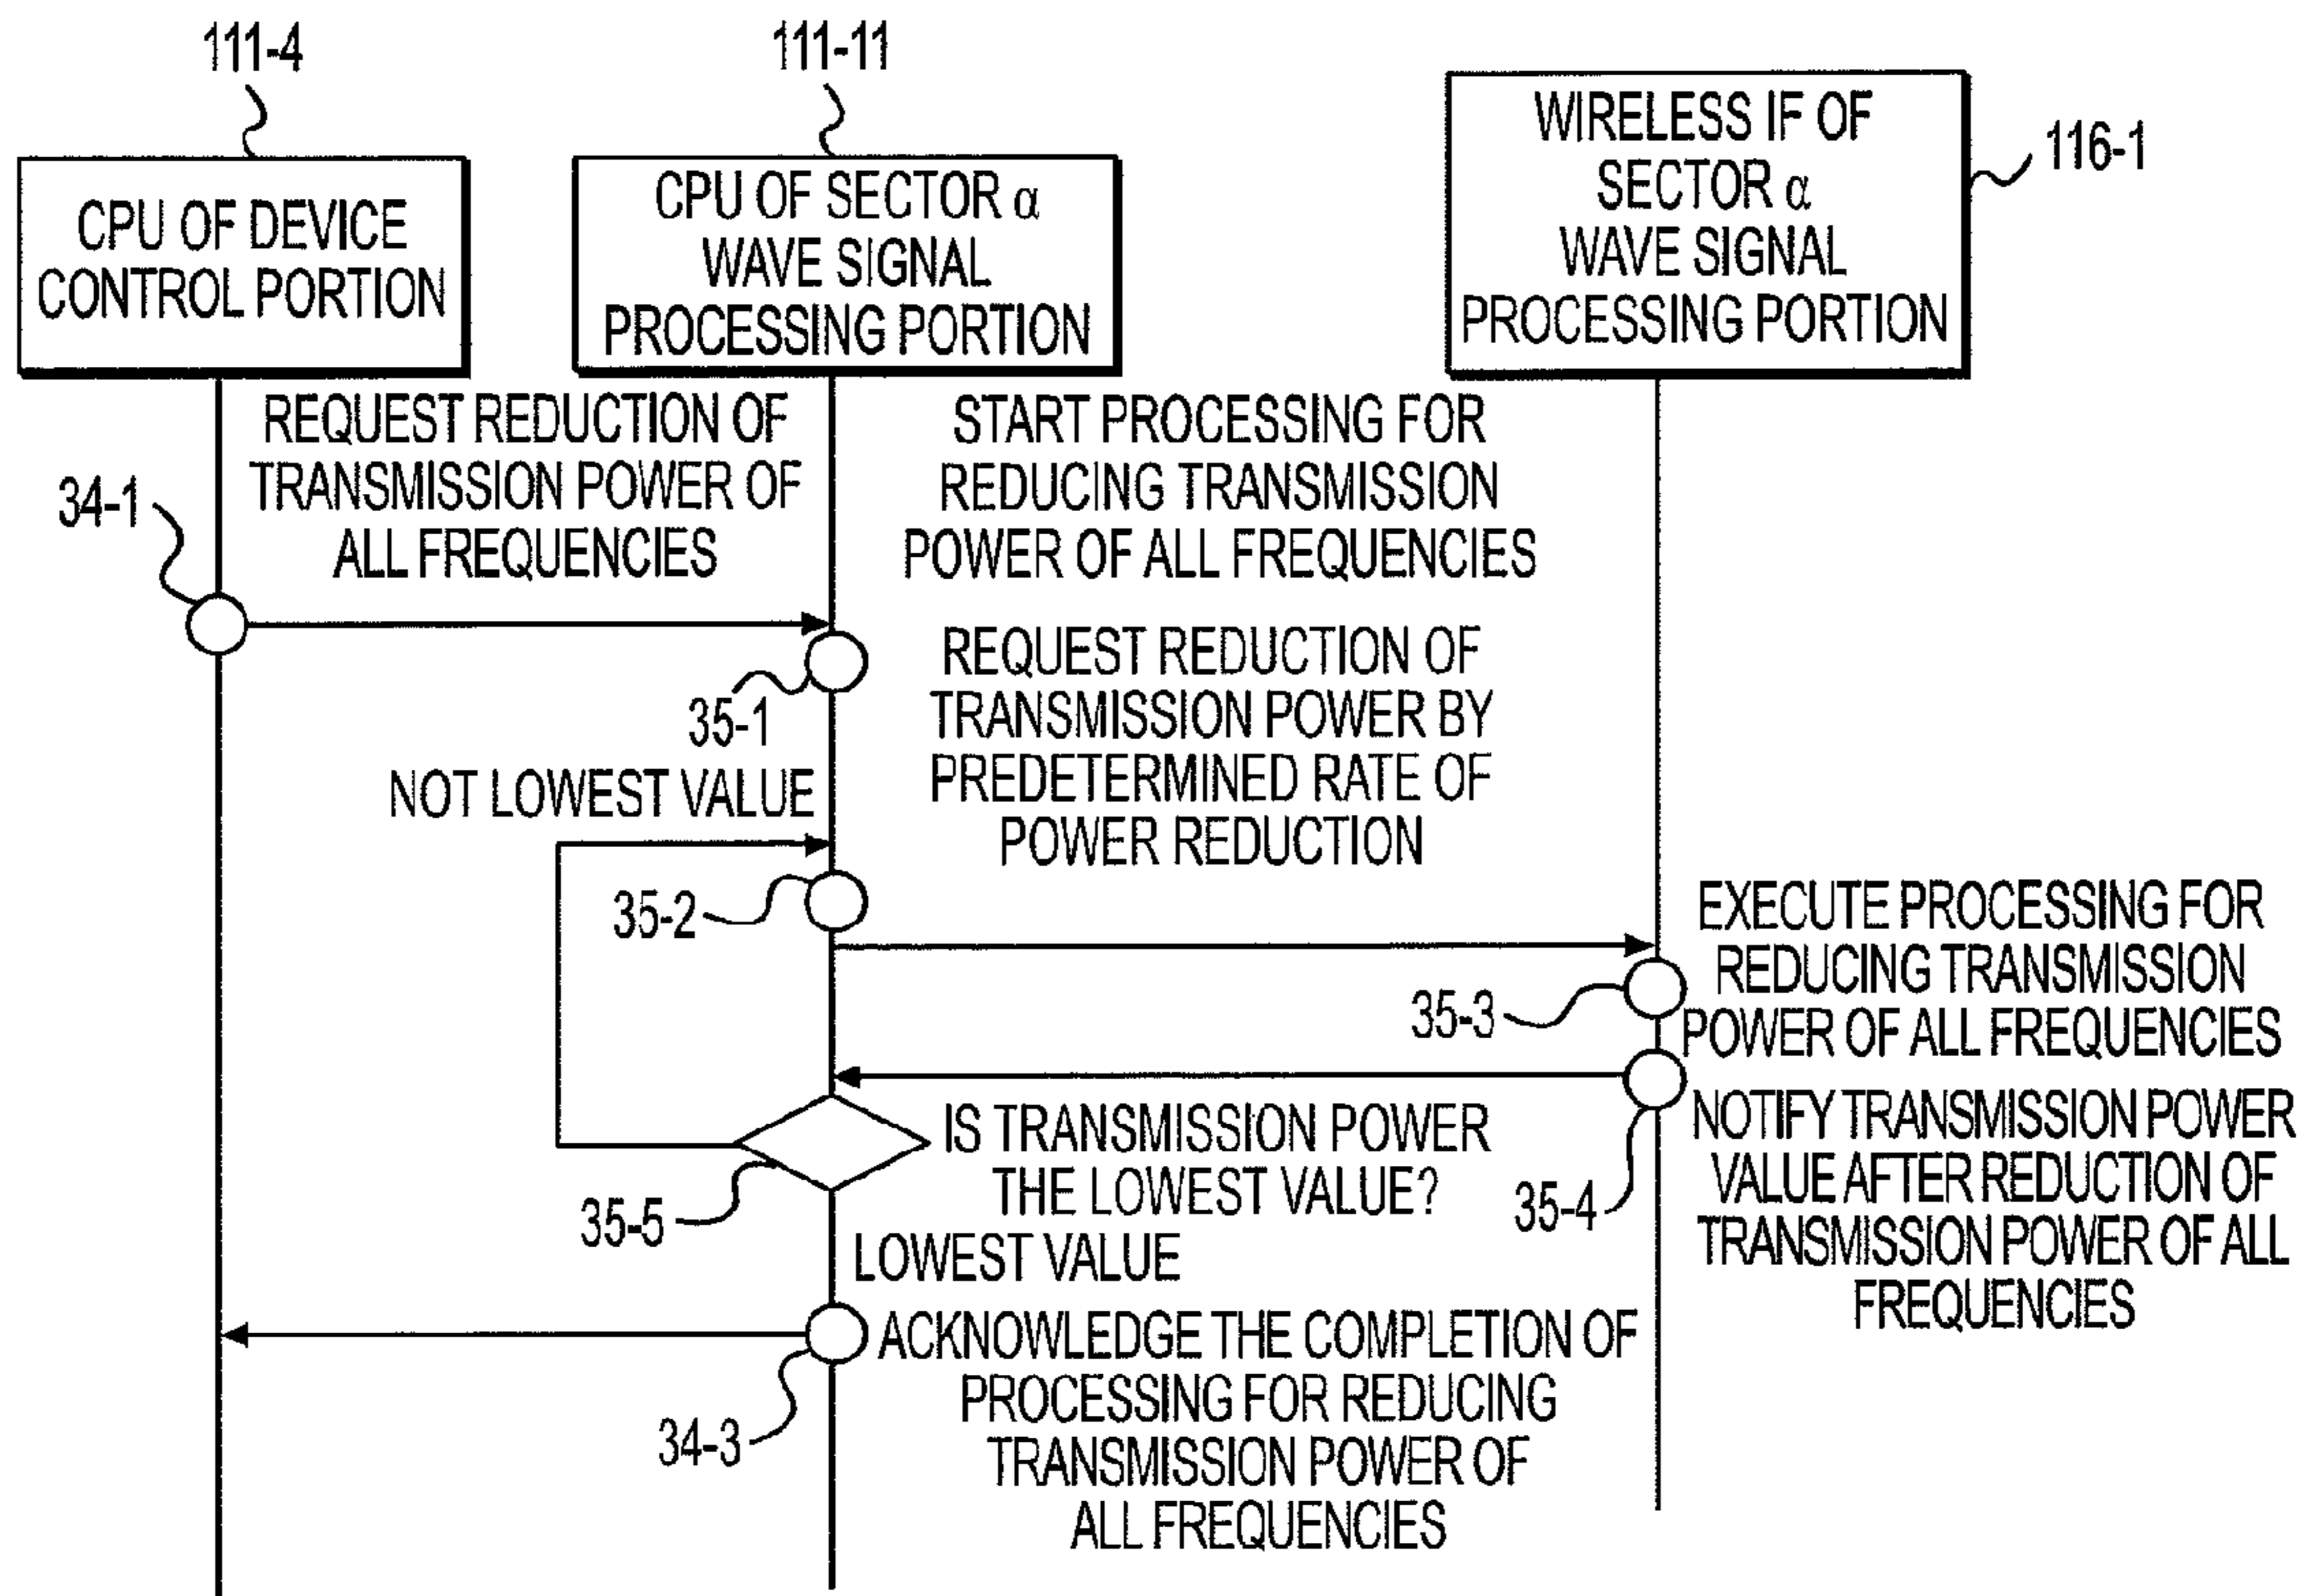 111-4
111-11
116-1
CPU OF DEVICE
CONTROL PORTION
CPU OF SECTOR α
WAVE SIGNAL
PROCESSING PORTION
WIRELESS IF OF
SECTOR α
WAVE SIGNAL
PROCESSING PORTION
34-1
REQUEST REDUCTION OF
TRANSMISSION POWER OF
ALL FREQUENCIES
START PROCESSING FOR
REDUCING TRANSMISSION
POWER OF ALL FREQUENCIES
35-1
REQUEST REDUCTION OF
TRANSMISSION POWER BY
PREDETERMINED RATE OF
POWER REDUCTION
NOT LOWEST VALUE
35-2
EXECUTE PROCESSING FOR
REDUCING TRANSMISSION
POWER OF ALL FREQUENCIES
35-3
NOTIFY TRANSMISSION POWER
VALUE AFTER REDUCTION OF
TRANSMISSION POWER OF ALL
FREQUENCIES
35-4
IS TRANSMISSION POWER
THE LOWEST VALUE?
35-5
LOWEST VALUE
ACKNOWLEDGE THE COMPLETION OF
PROCESSING FOR REDUCING
TRANSMISSION POWER OF
ALL FREQUENCIES
34-3